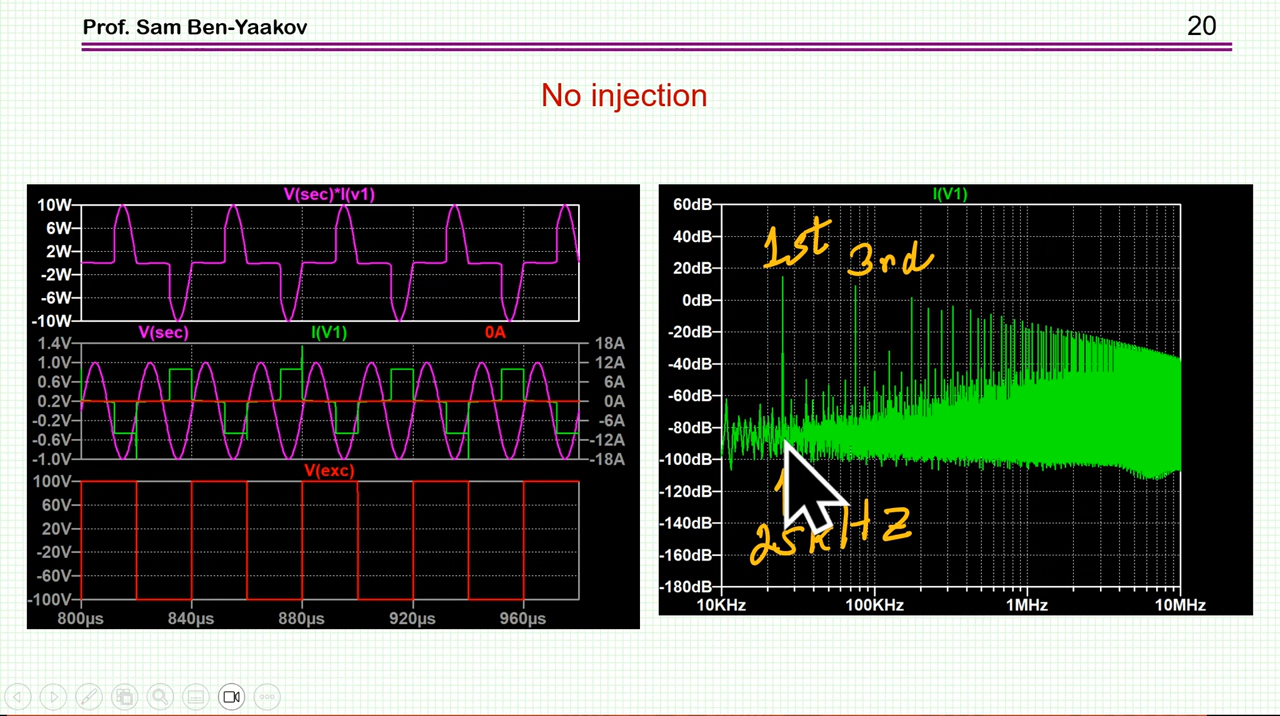 Prof. Sam Ben-Yaakov
20
No injection
V(sec)*I(v1)
10W
6W
2W
-2W
-6W
-10W
V(sec) I(V1) 0A
1.4V 18A
1.0V 12A
0.6V 6A
0.2V 0A
-0.2V -6A
-0.6V -12A
-1.0V -18A
V(exc)
100V
60V
20V
-20V
-60V
-100V
800µs 840µs 880µs 920µs 960µs
I(V1)
60dB
40dB
20dB
0dB
-20dB
-40dB
-60dB
-80dB
-100dB
-120dB
-140dB
-160dB
-180dB
10KHz 100KHz 1MHz 10MHz
1st 3rd
25KHZ